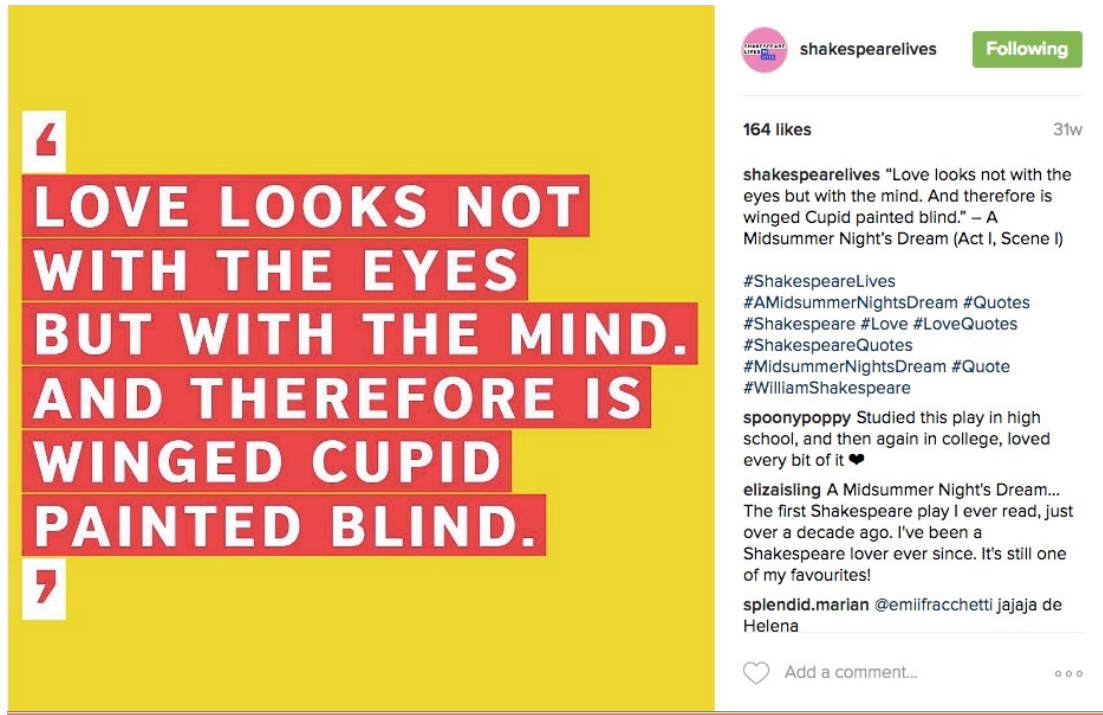 ‘
LOVE LOOKS NOT
WITH THE EYES
BUT WITH THE MIND.
AND THEREFORE IS
WINGED CUPID
PAINTED BLIND.
’
SHAKESPEARE
LIVES IN
2016
shakespearelives
Following
164 likes
31w
shakespearelives “Love looks not with the
eyes but with the mind. And therefore is
winged Cupid painted blind.” – A
Midsummer Night’s Dream (Act I, Scene I)
#ShakespeareLives
#AMidsummerNightsDream #Quotes
#Shakespeare #Love #LoveQuotes
#ShakespeareQuotes
#MidsummerNightsDream #Quote
#WilliamShakespeare
spoonypoppy Studied this play in high
school, and then again in college, loved
every bit of it ❤
elizaisling A Midsummer Night's Dream...
The first Shakespeare play I ever read, just
over a decade ago. I've been a
Shakespeare lover ever since. It's still one
of my favourites!
splendid.marian @emiifracchetti jajaja de
Helena
Add a comment...